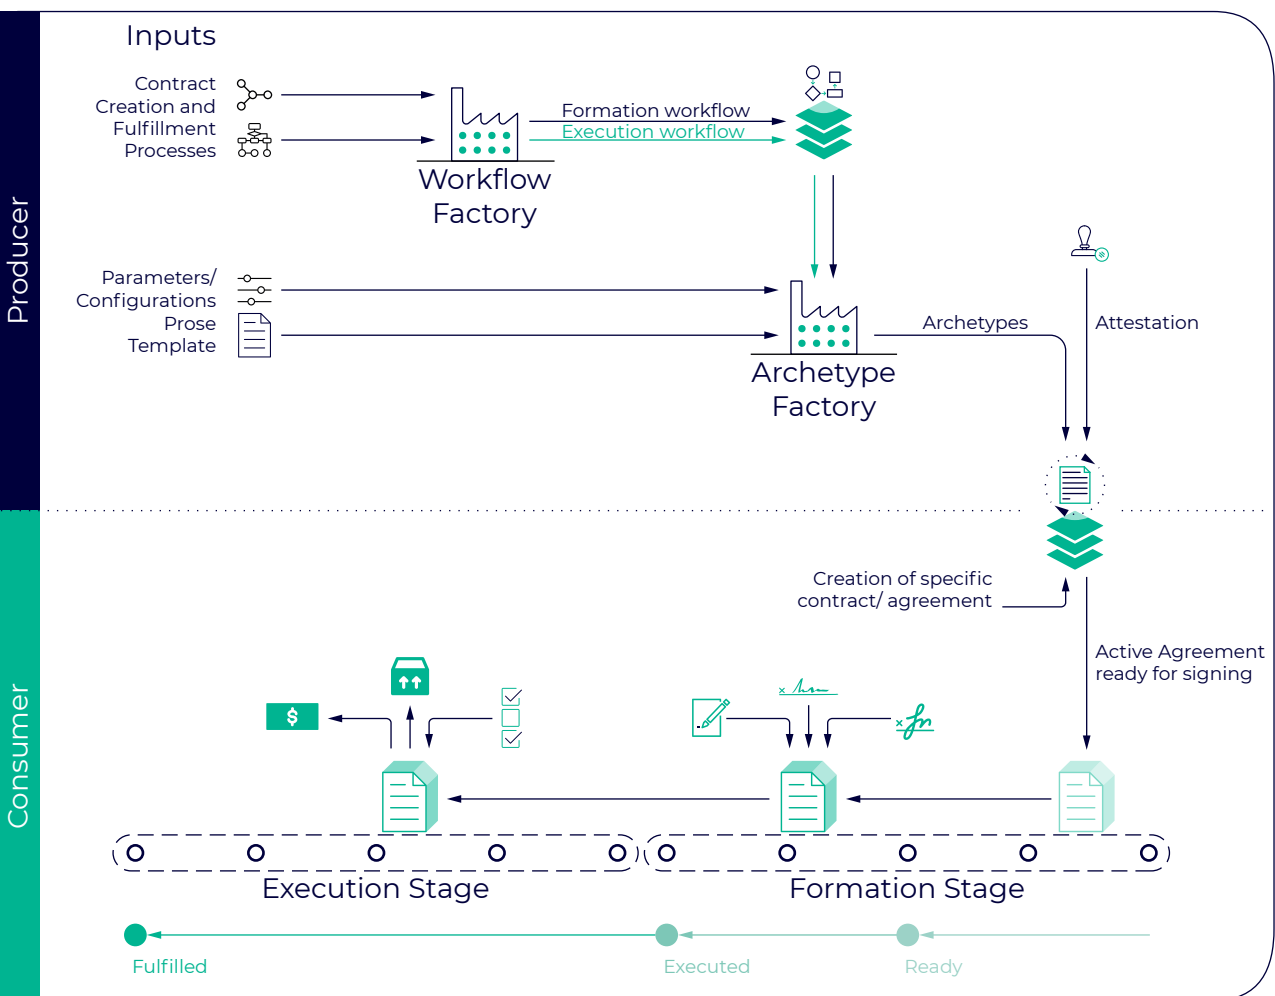 Inputs
Contract
Creation and
Fulfillment
Processes
Formation workflow
Execution workflow
Workflow
Factory
Producer
Parameters/
Configurations
Prose
Template
Archetypes
Attestation
Archetype
Factory
Creation of specific
contract/ agreement
Active Agreement
ready for signing
$
Consumer
Execution Stage
Formation Stage
Fulfilled
Executed
Ready